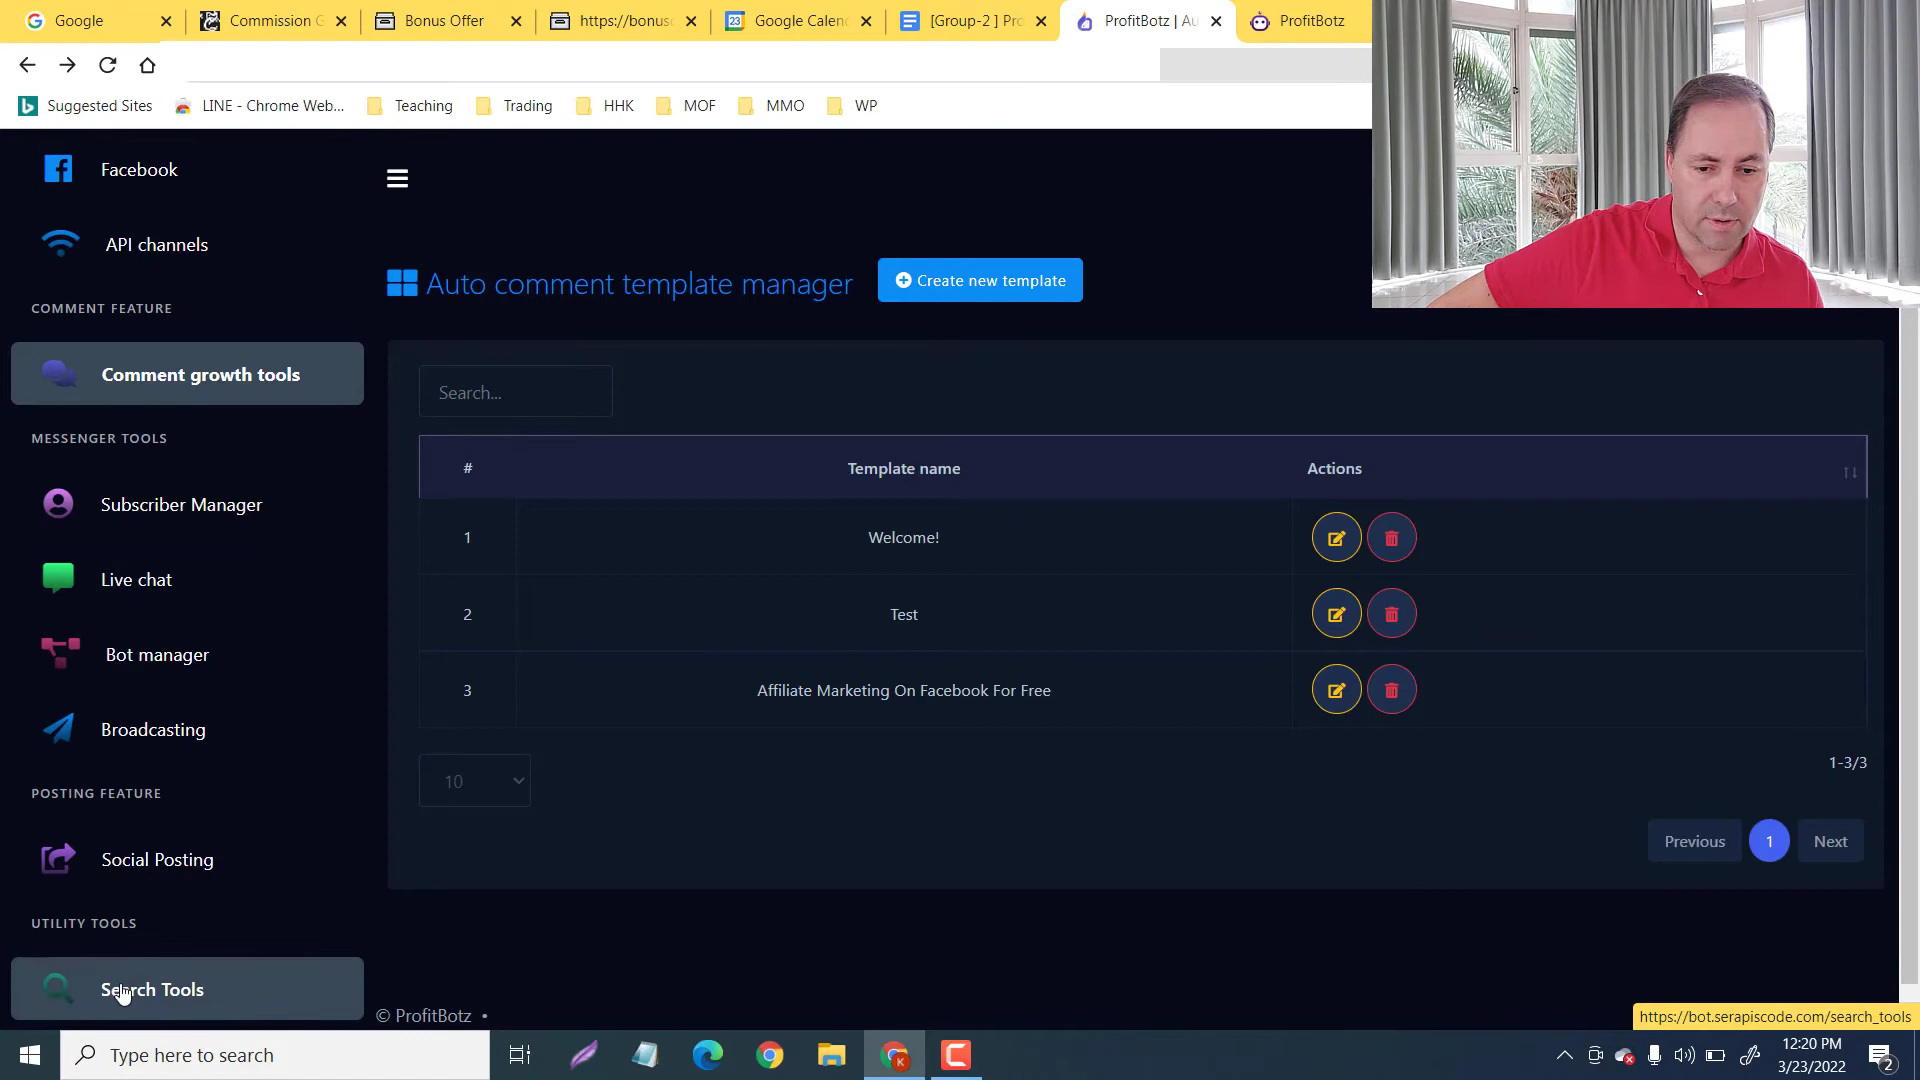 Google
Commission G
Bonus Offer
https://bonusc
Google Calen
[Group-2 ] Pro
ProfitBotz | Au
ProfitBotz
Suggested Sites
LINE - Chrome Web...
Teaching
Trading
HHK
MOF
MMO
WP
Facebook
API channels
COMMENT FEATURE
Comment growth tools
MESSENGER TOOLS
Subscriber Manager
Live chat
Bot manager
Broadcasting
POSTING FEATURE
Social Posting
UTILITY TOOLS
Search Tools
Auto comment template manager
Create new template
Search...
# Template name Actions
1 Welcome!
2 Test
3 Affiliate Marketing On Facebook For Free
10
1-3/3
Previous 1 Next
© ProfitBotz •
https://bot.serapiscode.com/search_tools
Type here to search
12:20 PM
3/23/2022
2